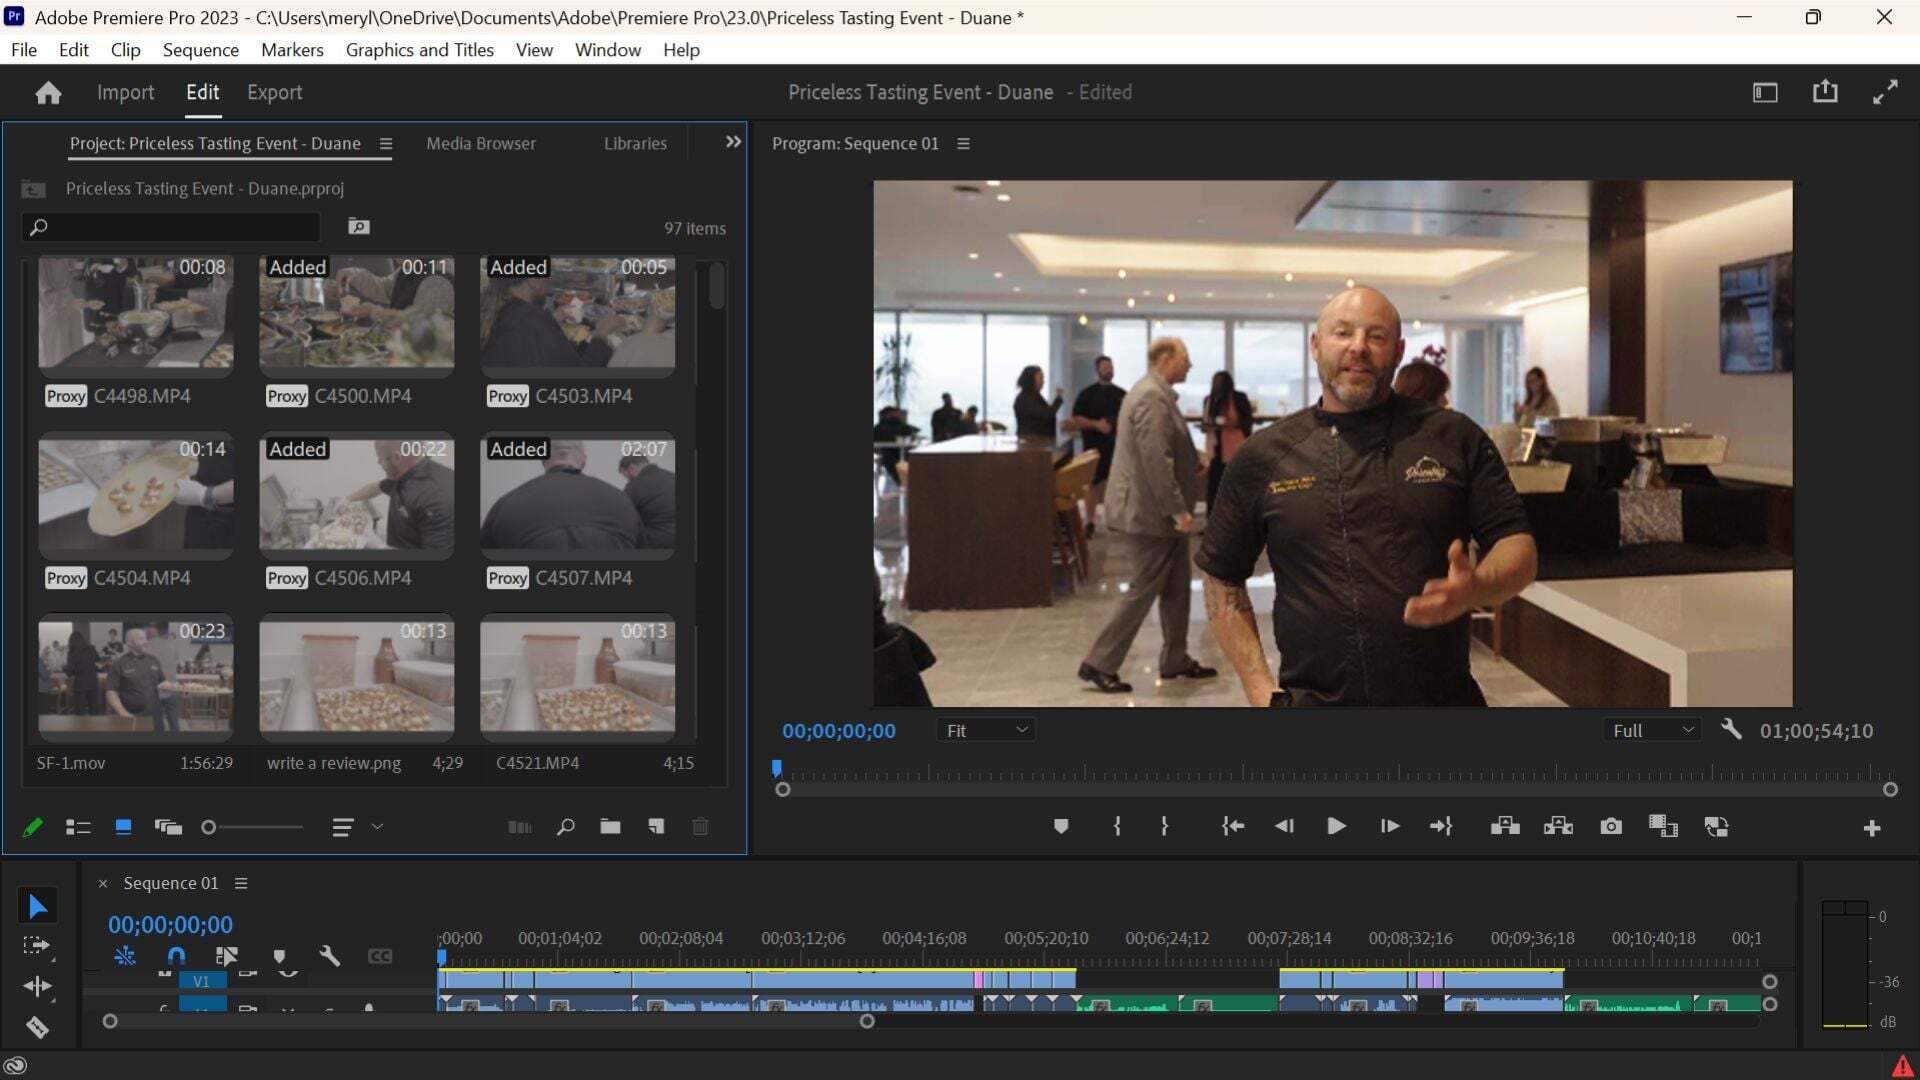 Adobe Premiere Pro 2023 - C:\Users\meryl\OneDrive\Documents\Adobe\Premiere Pro\23.0\Priceless Tasting Event - Duane *
File Edit Clip Sequence Markers Graphics and Titles View Window Help
Import Edit Export Priceless Tasting Event - Duane - Edited
Project: Priceless Tasting Event - Duane Media Browser Libraries
Priceless Tasting Event - Duane.prproj
97 items
00:08 Added 00:11 Added 00:05
Proxy C4498.MP4 Proxy C4500.MP4 Proxy C4503.MP4
00:14 Added 00:22 Added 02:07
Proxy C4504.MP4 Proxy C4506.MP4 Proxy C4507.MP4
00:23 00:13 00:13
SF-1.mov 1:56:29 write a review.png 4;29 C4521.MP4 4;15
Program: Sequence 01
00;00;00;00 Fit Full 01;00;54;10
Sequence 01
00;00;00;00
;00;00 00;01;04;02 00;02;08;04 00;03;12;06 00;04;16;08 00;05;20;10 00;06;24;12 00;07;28;14 00;08;32;16 00;09;36;18 00;10;40;18 00;1
CC
V1
0
-36
dB